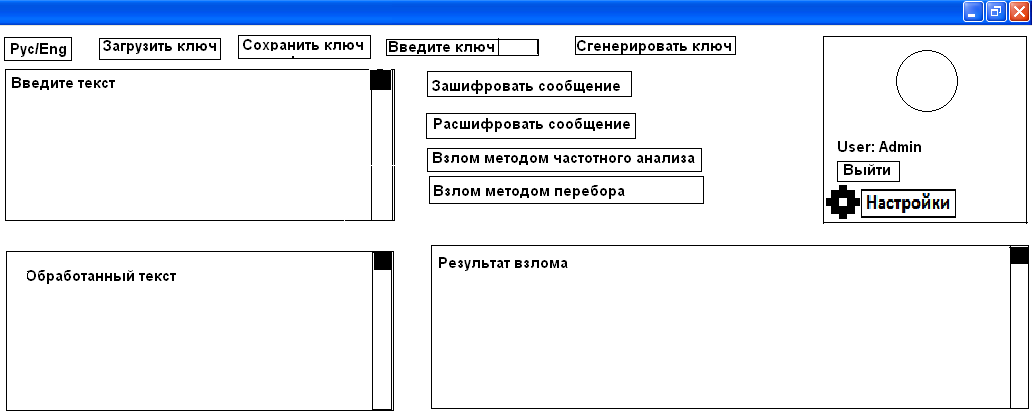 Рус/Eng
Загрузить ключ
Сохранить ключ
Введите ключ
Сгенерировать ключ
Введите текст
Зашифровать сообщение
Расшифровать сообщение
Взлом методом частотного анализа
Взлом методом перебора
User: Admin
Выйти
Настройки
Обработанный текст
Результат взлома